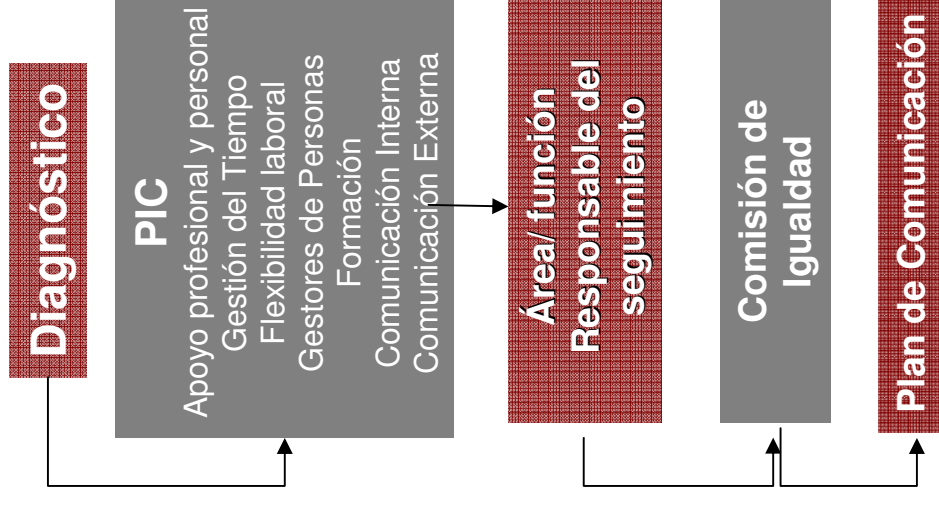 Diagnóstico
PIC
Apoyo profesional y personal
Gestión del Tiempo
Flexibilidad laboral
Gestores de Personas
Formación
Comunicación Interna
Comunicación Externa
Área/ función
Responsable del
seguimiento
Comisión de
Igualdad
Plan de Comunicación